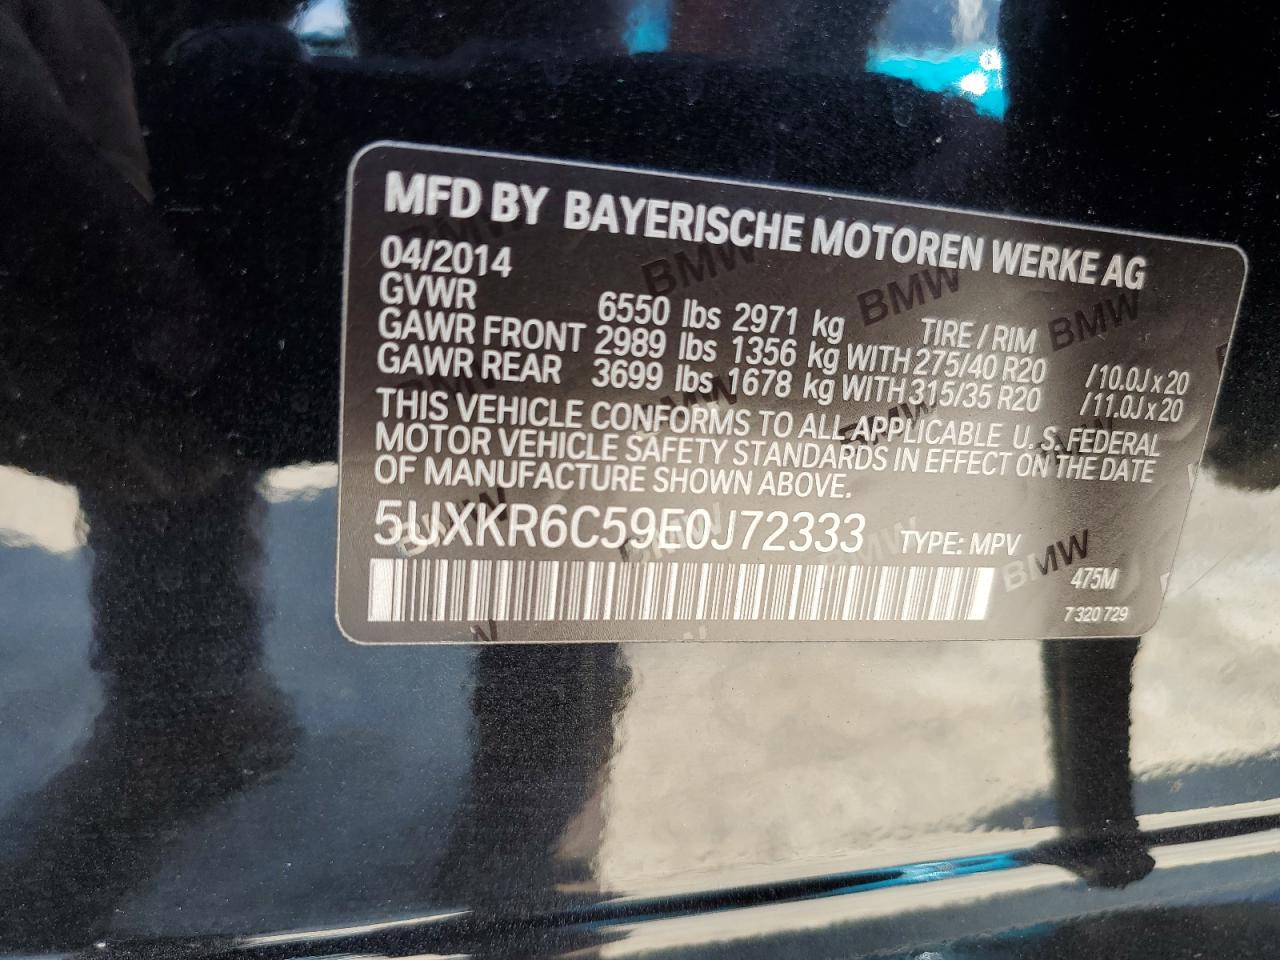 MFD BY BAYERISCHE MOTOREN WERKE AG
04/2014
GVWR 6550 lbs 2971 kg TIRE / RIM
GAWR FRONT 2989 lbs 1356 kg WITH 275/40 R20 /10.0J x 20
GAWR REAR 3699 lbs 1678 kg WITH 315/35 R20 /11.0J x 20
THIS VEHICLE CONFORMS TO ALL APPLICABLE U.S. FEDERAL
MOTOR VEHICLE SAFETY STANDARDS IN EFFECT ON THE DATE
OF MANUFACTURE SHOWN ABOVE.
5UXKR6C59E0J72333 TYPE: MPV
475M
7 320 729